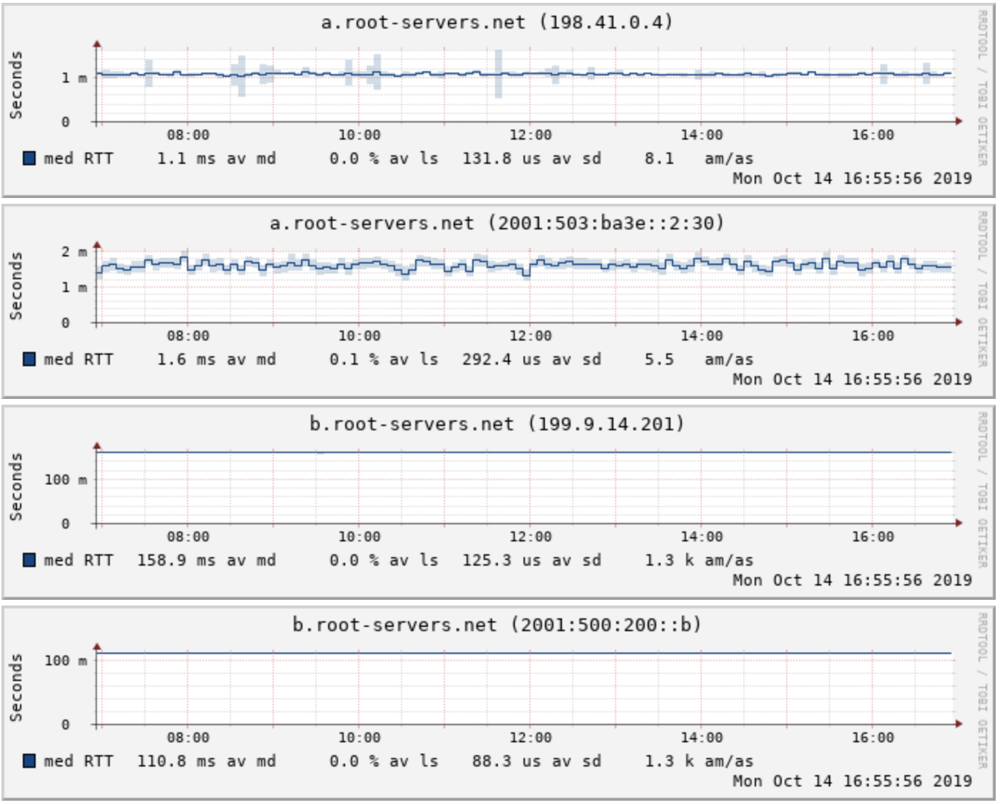 a.root-servers.net (198.41.0.4)
RRDTOOL / TOBI OETIKER
Seconds
1 m
0
08:00 10:00 12:00 14:00 16:00
med RTT 1.1 ms av md 0.0 % av ls 131.8 us av sd 8.1 am/as
Mon Oct 14 16:55:56 2019
a.root-servers.net (2001:503:ba3e::2:30)
RRDTOOL / TOBI OETIKER
Seconds
2 m
1 m
0
08:00 10:00 12:00 14:00 16:00
med RTT 1.6 ms av md 0.1 % av ls 292.4 us av sd 5.5 am/as
Mon Oct 14 16:55:56 2019
b.root-servers.net (199.9.14.201)
RRDTOOL / TOBI OETIKER
Seconds
100 m
0
08:00 10:00 12:00 14:00 16:00
med RTT 158.9 ms av md 0.0 % av ls 125.3 us av sd 1.3 k am/as
Mon Oct 14 16:55:56 2019
b.root-servers.net (2001:500:200::b)
RRDTOOL / TOBI OETIKER
Seconds
100 m
0
08:00 10:00 12:00 14:00 16:00
med RTT 110.8 ms av md 0.0 % av ls 88.3 us av sd 1.3 k am/as
Mon Oct 14 16:55:56 2019